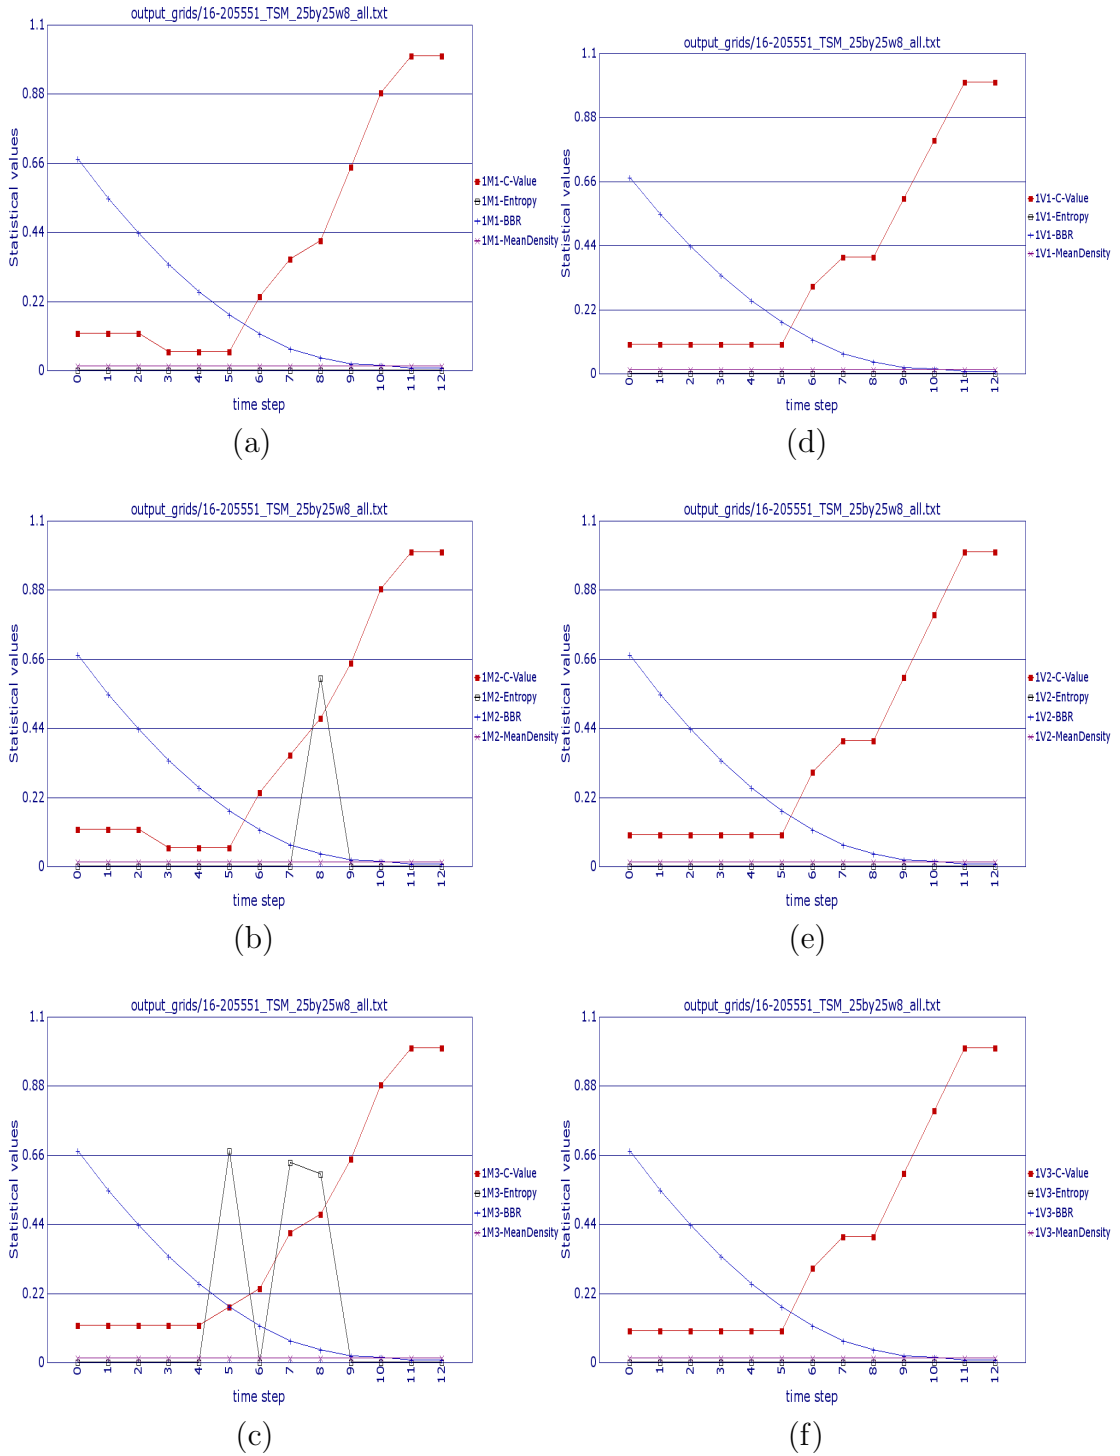 output_grids/16-205551_TSM_25by25w8_all.txt
1.1
0.88
0.66
0.44
0.22
0
Statistical values
0 1 2 3 4 5 6 7 8 9 10 11 12
time step
1M1-C-Value
1M1-Entropy
1M1-BBR
1M1-MeanDensity
(a)
output_grids/16-205551_TSM_25by25w8_all.txt
1.1
0.88
0.66
0.44
0.22
0
Statistical values
0 1 2 3 4 5 6 7 8 9 10 11 12
time step
1V1-C-Value
1V1-Entropy
1V1-BBR
1V1-MeanDensity
(d)
output_grids/16-205551_TSM_25by25w8_all.txt
1.1
0.88
0.66
0.44
0.22
0
Statistical values
0 1 2 3 4 5 6 7 8 9 10 11 12
time step
1M2-C-Value
1M2-Entropy
1M2-BBR
1M2-MeanDensity
(b)
output_grids/16-205551_TSM_25by25w8_all.txt
1.1
0.88
0.66
0.44
0.22
0
Statistical values
0 1 2 3 4 5 6 7 8 9 10 11 12
time step
1V2-C-Value
1V2-Entropy
1V2-BBR
1V2-MeanDensity
(e)
output_grids/16-205551_TSM_25by25w8_all.txt
1.1
0.88
0.66
0.44
0.22
0
Statistical values
0 1 2 3 4 5 6 7 8 9 10 11 12
time step
1M3-C-Value
1M3-Entropy
1M3-BBR
1M3-MeanDensity
(c)
output_grids/16-205551_TSM_25by25w8_all.txt
1.1
0.88
0.66
0.44
0.22
0
Statistical values
0 1 2 3 4 5 6 7 8 9 10 11 12
time step
1V3-C-Value
1V3-Entropy
1V3-BBR
1V3-MeanDensity
(f)